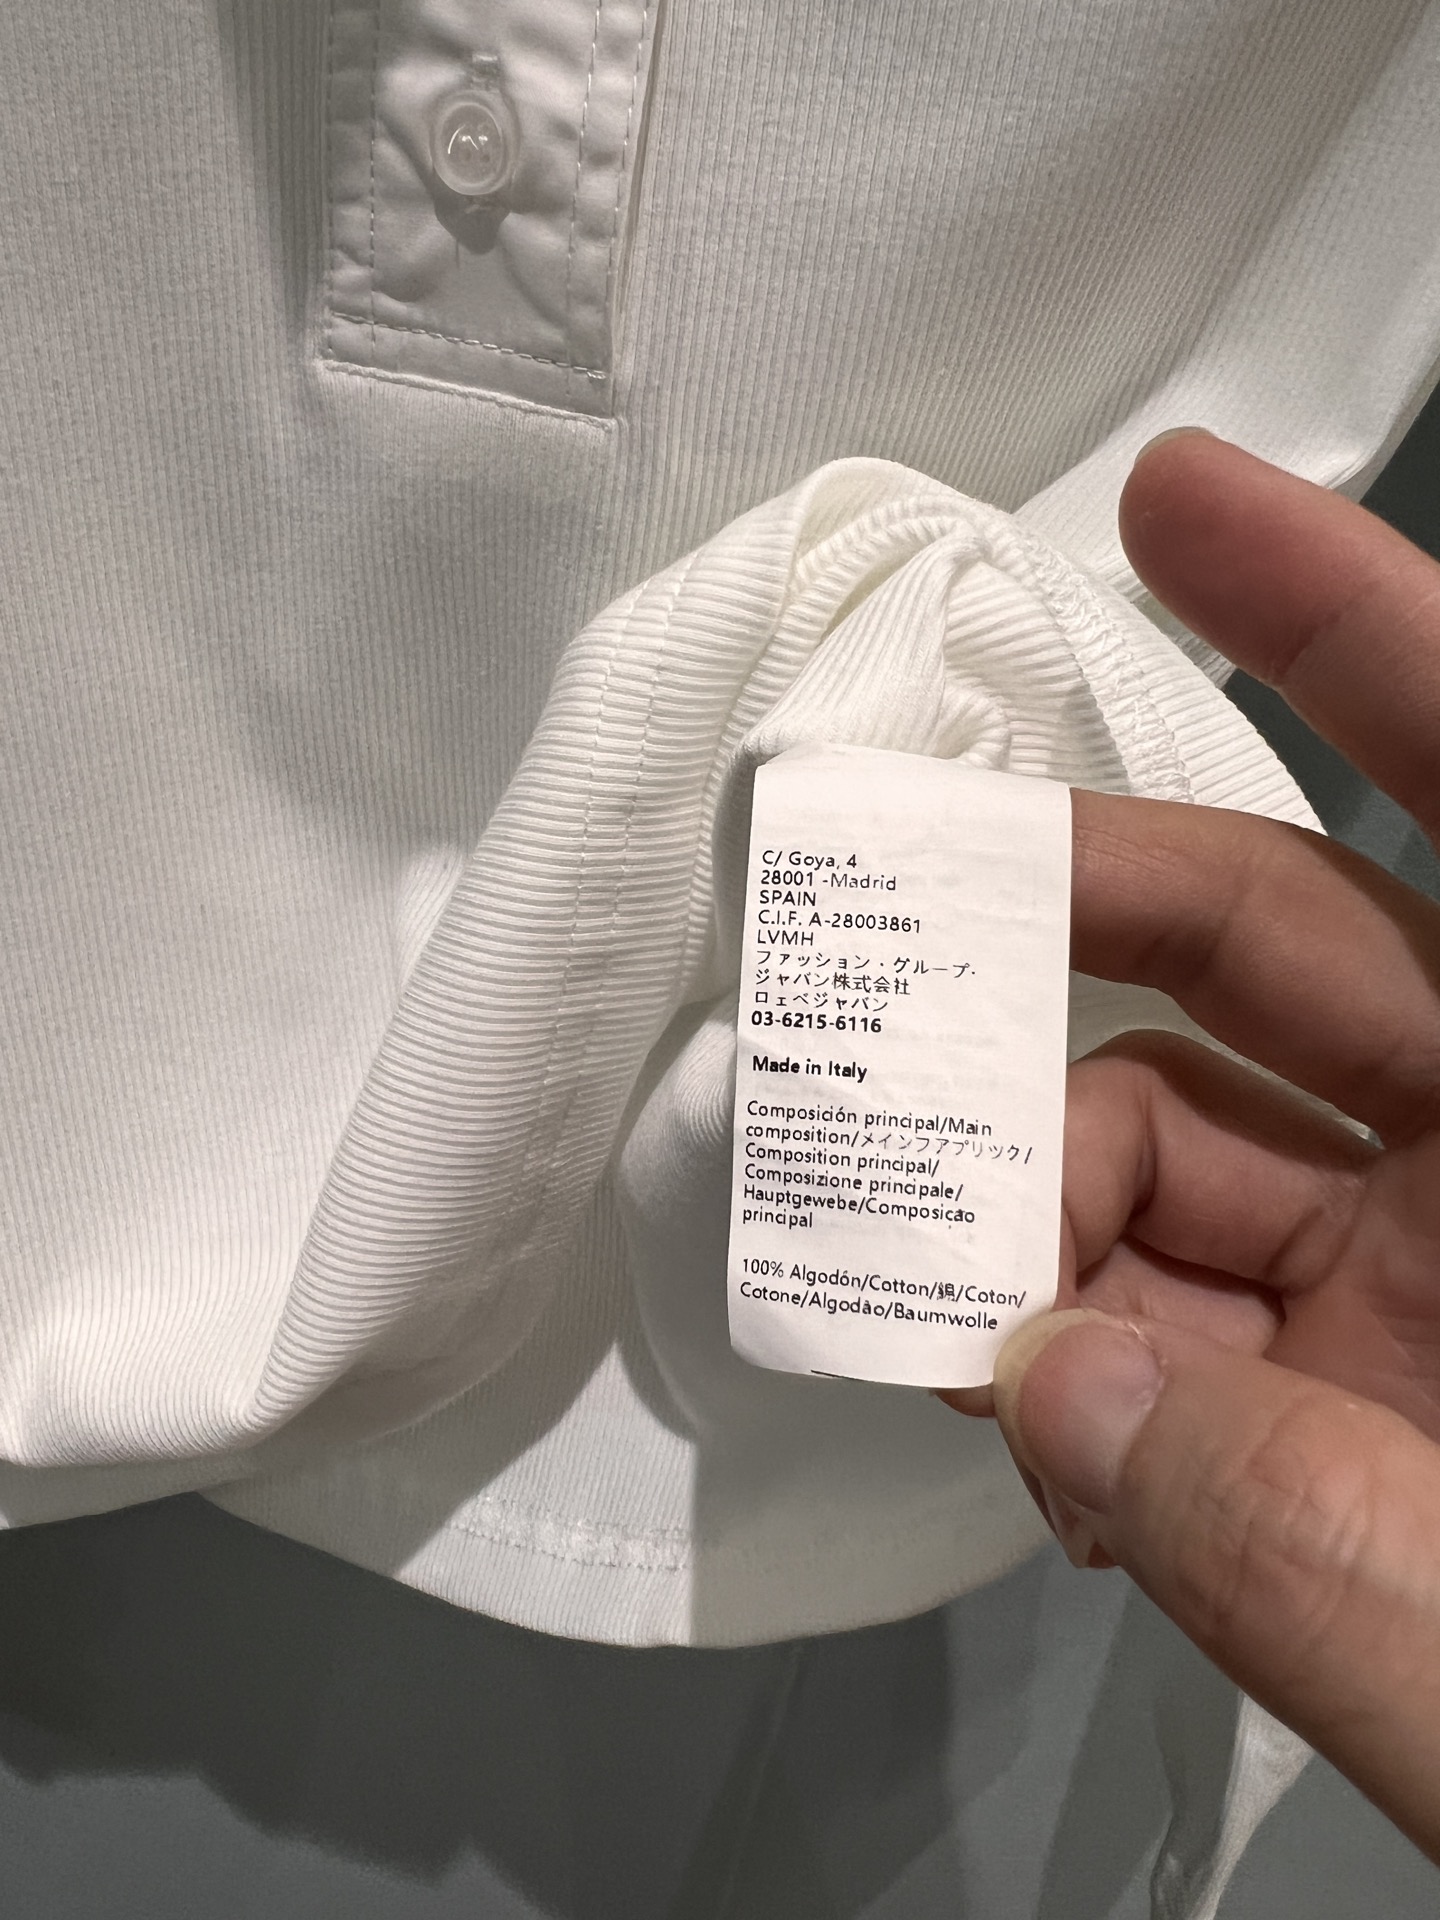 C/ Goya, 4
28001 -Madrid
SPAIN
C.I.F. A-28003861
LVMH
ファッション・グループ・
ジャパン株式会社
ロエベジャパン
03-6215-6116
Made in Italy
Composición principal/Main
composition/メインファブリック/
Composition principal/
Composizione principale/
Hauptgewebe/Composição
principal
100% Algodón/Cotton/綿/Coton/
Cotone/Algodão/Baumwolle